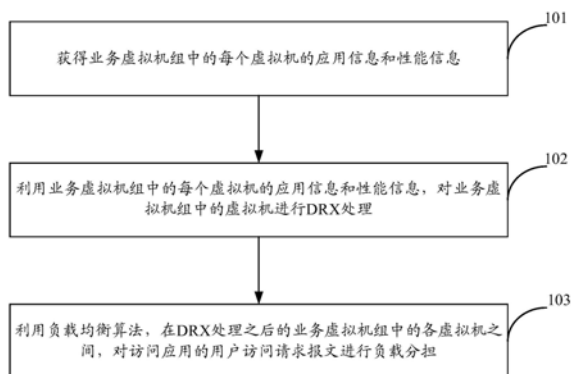 101
获得业务虚拟机组中的每个虚拟机的应用信息和性能信息
102
利用业务虚拟机组中的每个虚拟机的应用信息和性能信息，对业务
虚拟机组中的虚拟机进行DRX处理
103
利用负载均衡算法，在DRX处理之后的业务虚拟机组中的各虚拟机之
间，对访问应用的用户访问请求报文进行负载分担